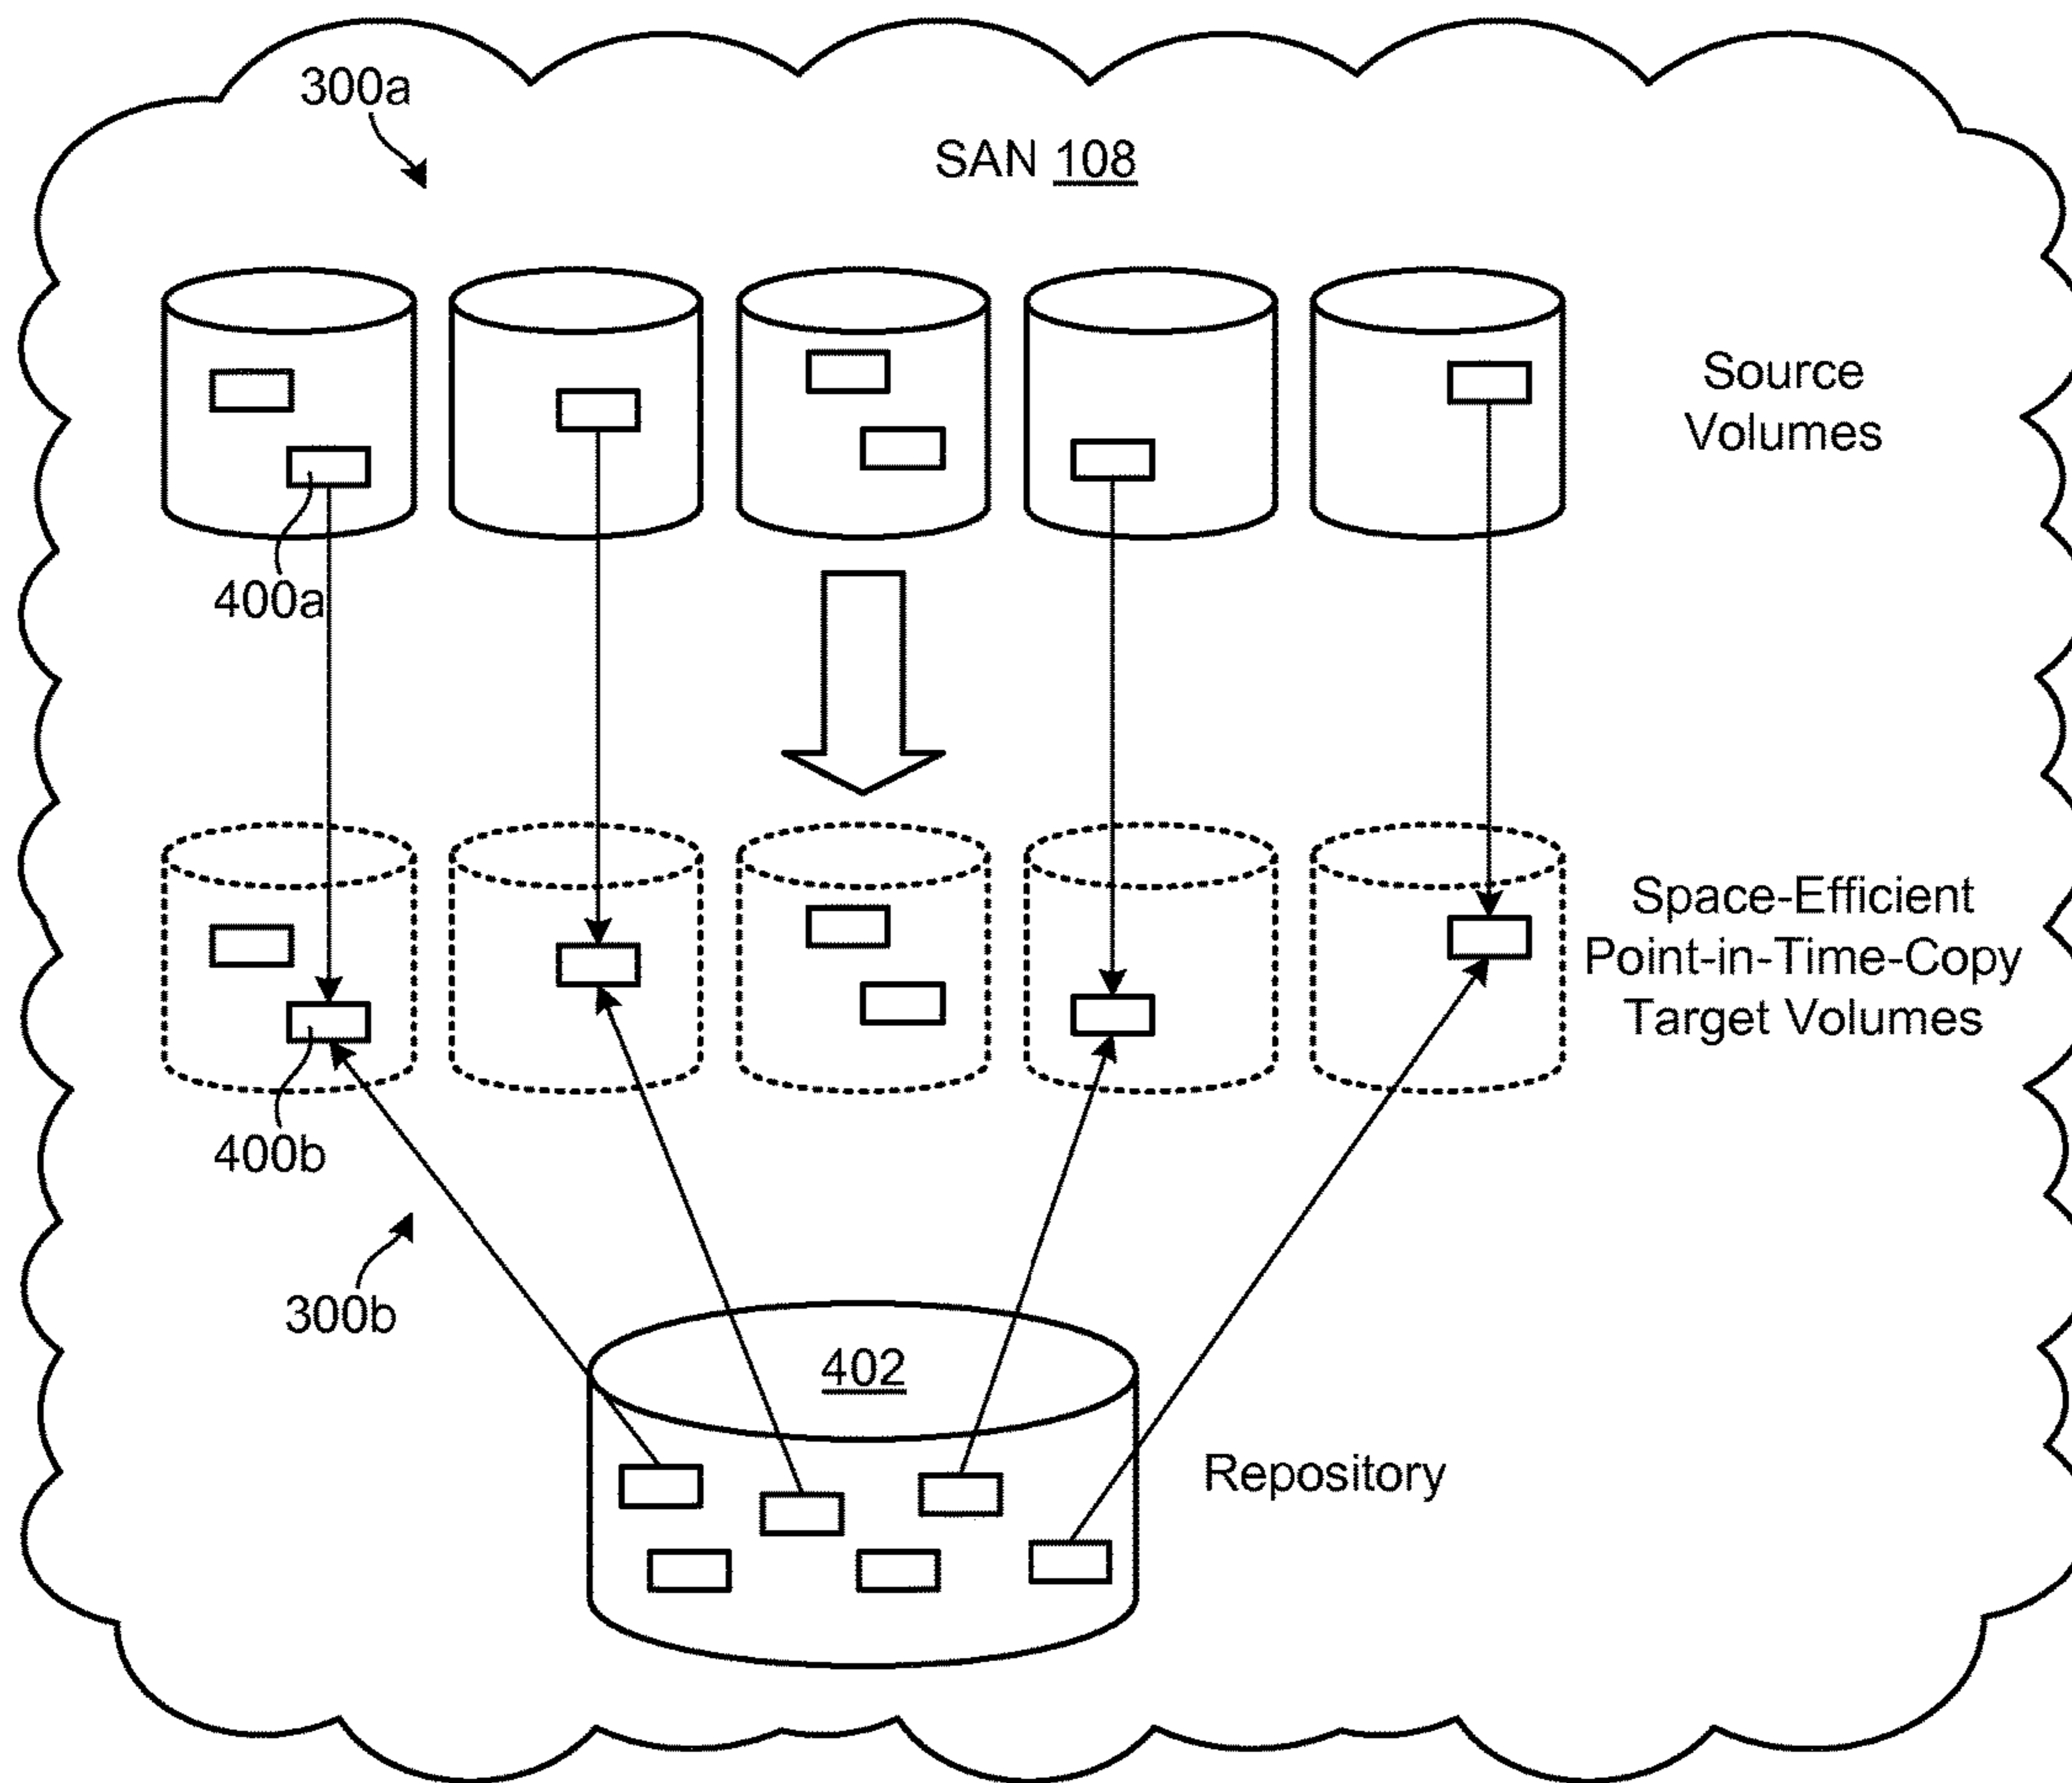 300a
SAN 108
Source
Volumes
400a
Space-Efficient
Point-in-Time-Copy
Target Volumes
400b
300b
402
Repository